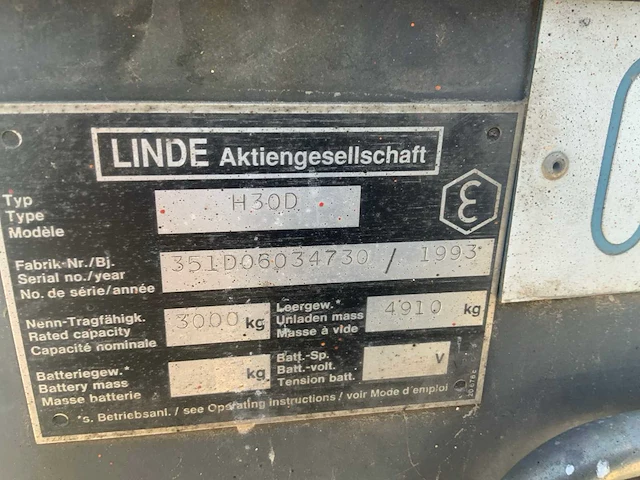 LINDE Aktiengesellschaft
Typ
Type
Modèle
H30D
ε
Fabrik-Nr./Bj.
Serial no./year
No. de série/année
351D06034730 / 1993
Nenn-Tragfähigk.
Rated capacity
Capacité nominale
3000 kg
Leergew.*
Unladen mass
Masse à vide
4910 kg
Batteriegew.*
Battery mass
Masse batterie
kg
Batt.-Sp.
Batt.-volt.
Tension batt.
V
*s. Betriebsanl. / see Operating Instructions / voir Mode d'emploi